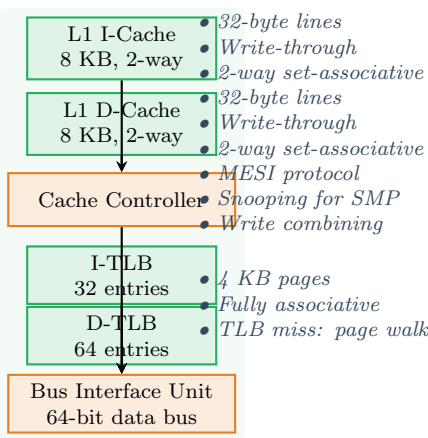 L1 I-Cache
8 KB, 2-way
• 32-byte lines
• Write-through
• 2-way set-associative
L1 D-Cache
8 KB, 2-way
• 32-byte lines
• Write-through
• 2-way set-associative
Cache Controller
• MESI protocol
• Snooping for SMP
• Write combining
I-TLB
32 entries
D-TLB
64 entries
• 4 KB pages
• Fully associative
• TLB miss: page walk
Bus Interface Unit
64-bit data bus